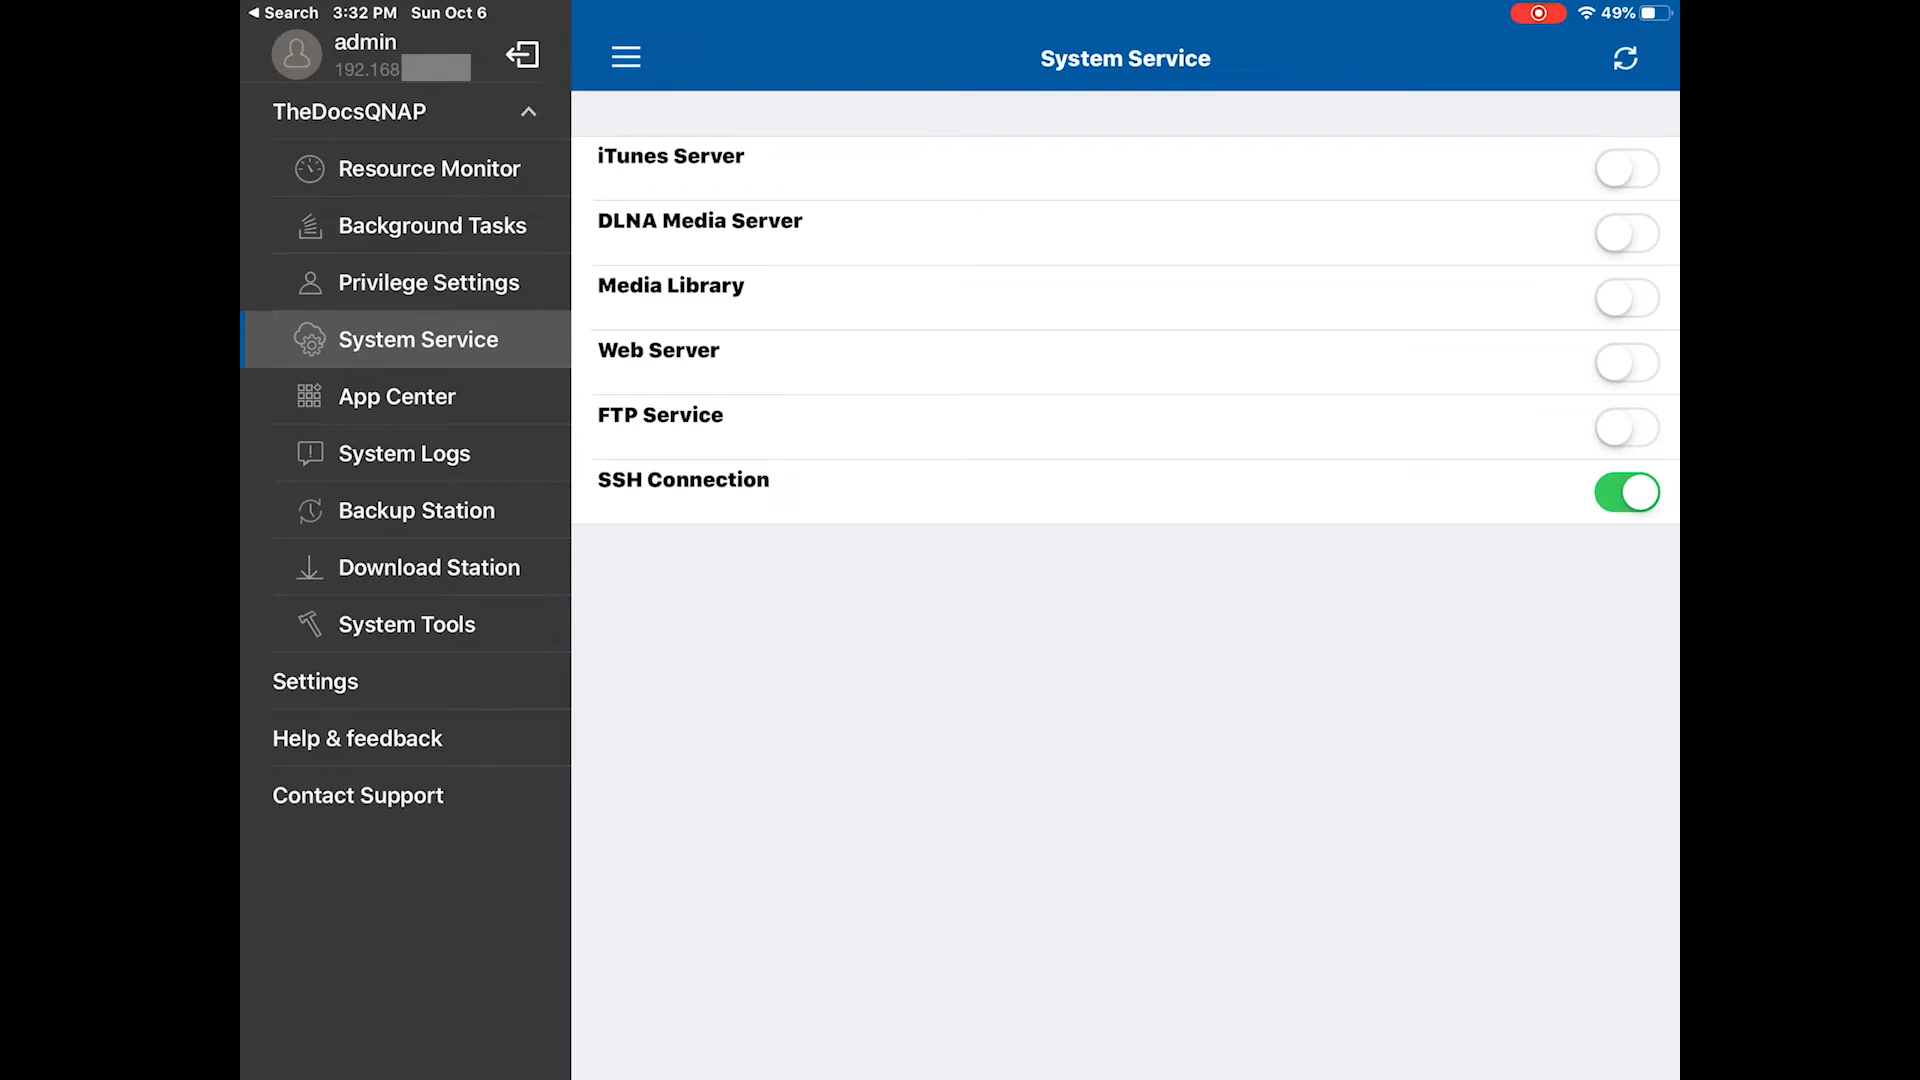 Search 3:32 PM Sun Oct 6
49%
admin
192.168
TheDocsQNAP
Resource Monitor
Background Tasks
Privilege Settings
System Service
App Center
System Logs
Backup Station
Download Station
System Tools
Settings
Help & feedback
Contact Support
System Service
iTunes Server
DLNA Media Server
Media Library
Web Server
FTP Service
SSH Connection